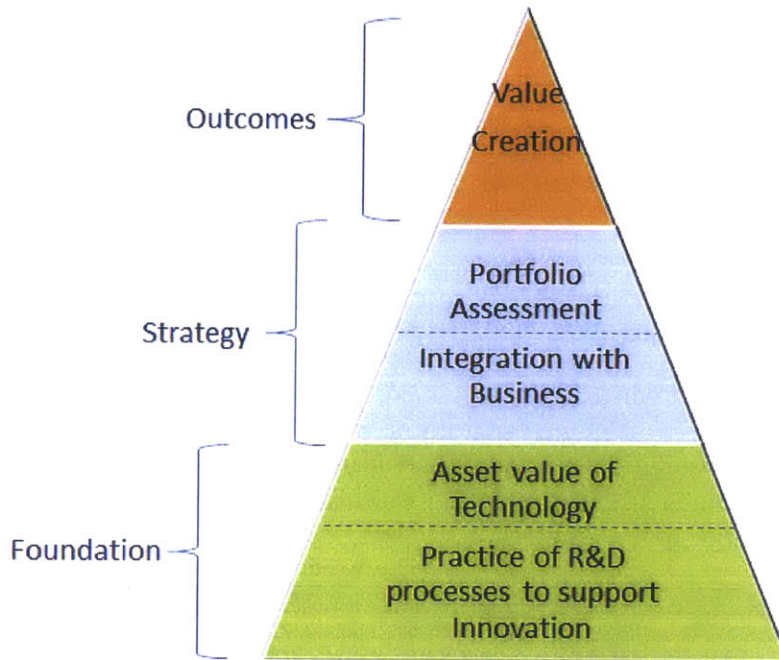 Outcomes
Value
Creation
Strategy
Portfolio
Assessment
Integration with
Business
Foundation
Asset value of
Technology
Practice of R&D
processes to support
Innovation